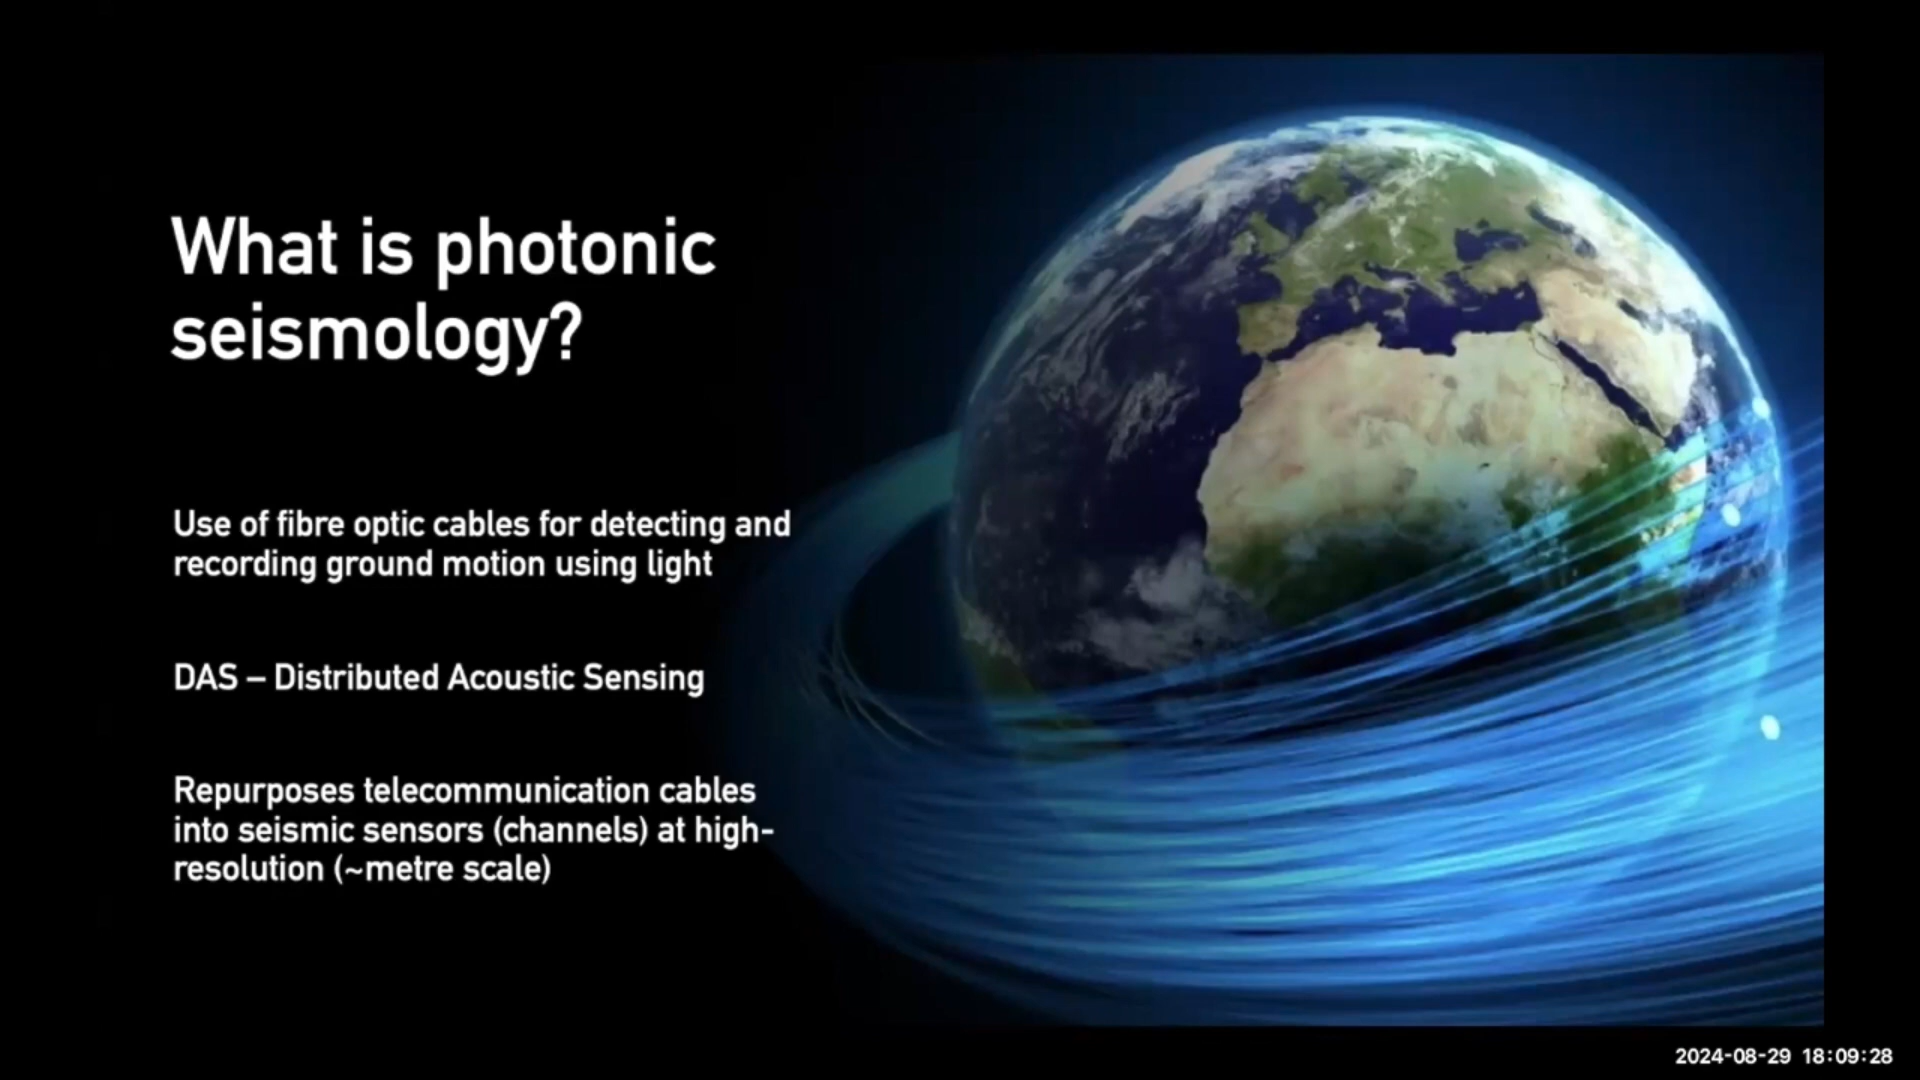 What is photonic
seismology?
Use of fibre optic cables for detecting and
recording ground motion using light
DAS – Distributed Acoustic Sensing
Repurposes telecommunication cables
into seismic sensors (channels) at high-
resolution (~metre scale)
2024-08-29 18:09:28